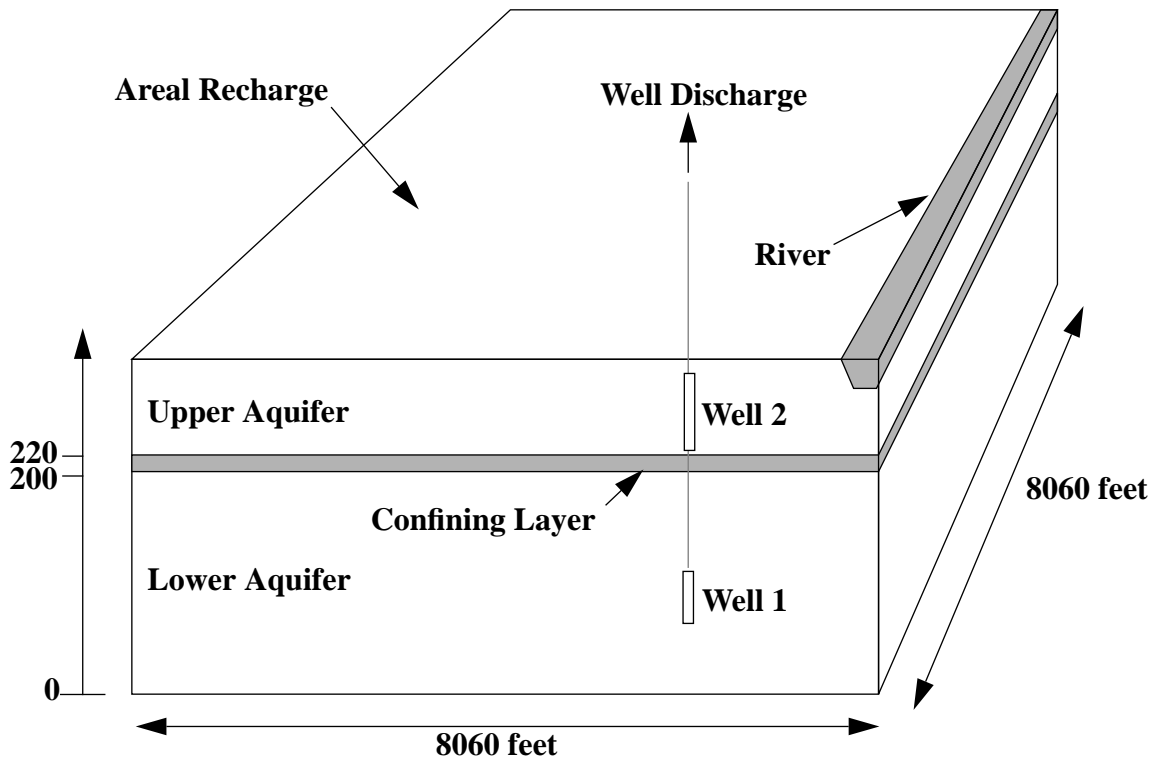 Areal Recharge
Well Discharge
River
Upper Aquifer
Well 2
220
200
8060 feet
Confining Layer
Lower Aquifer
Well 1
0
8060 feet